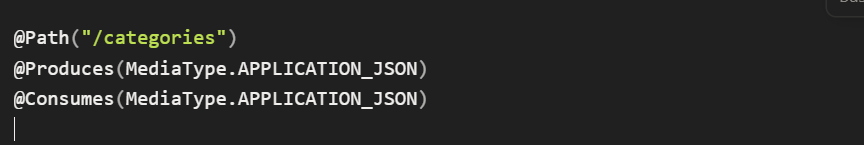 @Path("/categories")
@Produces(MediaType.APPLICATION_JSON)
@Consumes(MediaType.APPLICATION_JSON)